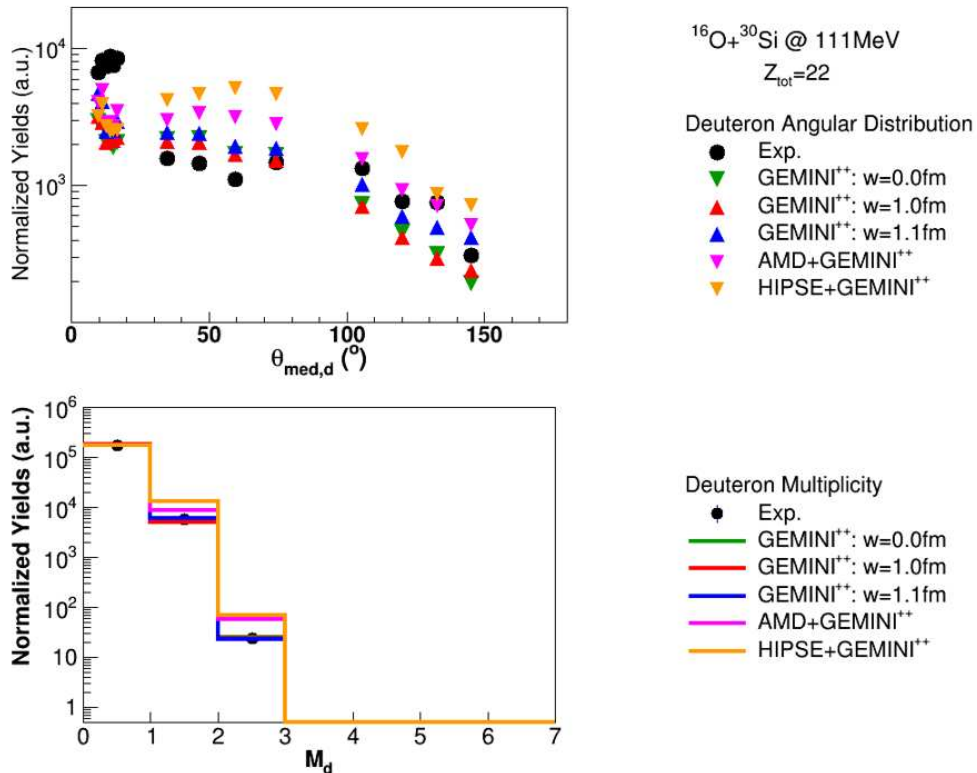 Normalized Yields (a.u.)
10⁴
10³
0 50 100 150
θmed,d (°)
¹⁶O+³⁰Si @ 111MeV
Ztot=22
Deuteron Angular Distribution
Exp.
GEMINI⁺⁺: w=0.0fm
GEMINI⁺⁺: w=1.0fm
GEMINI⁺⁺: w=1.1fm
AMD+GEMINI⁺⁺
HIPSE+GEMINI⁺⁺
Normalized Yields (a.u.)
10⁶
10⁵
10⁴
10³
10²
10
1
0 1 2 3 4 5 6 7
Md
Deuteron Multiplicity
Exp.
GEMINI⁺⁺: w=0.0fm
GEMINI⁺⁺: w=1.0fm
GEMINI⁺⁺: w=1.1fm
AMD+GEMINI⁺⁺
HIPSE+GEMINI⁺⁺